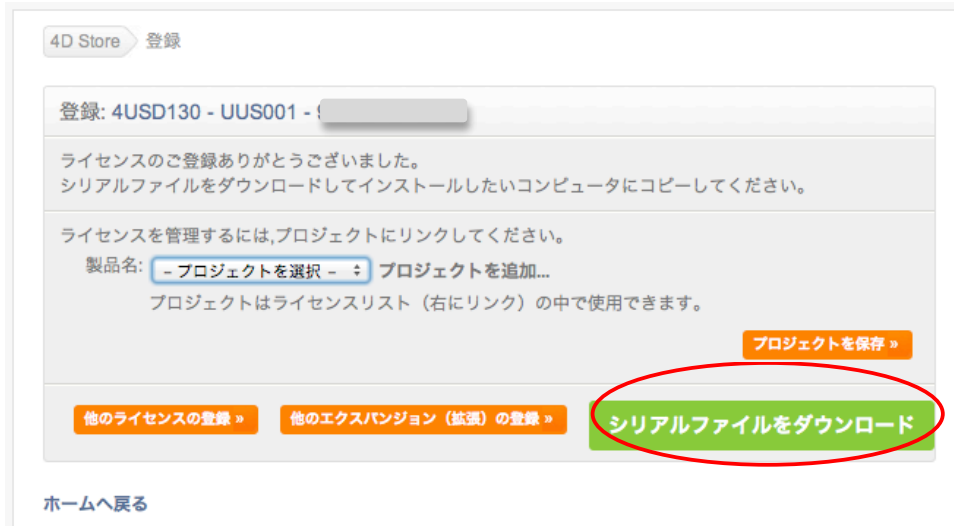 4D Store 登録
登録: 4USD130 - UUS001 -
ライセンスのご登録ありがとうございました。
シリアルファイルをダウンロードしてインストールしたいコンピュータにコピーしてください。
ライセンスを管理するには,プロジェクトにリンクしてください。
製品名: - プロジェクトを選択 - プロジェクトを追加...
プロジェクトはライセンスリスト（右にリンク）の中で使用できます。
プロジェクトを保存 »
他のライセンスの登録 » 他のエクスパンジョン（拡張）の登録 » シリアルファイルをダウンロード
ホームへ戻る